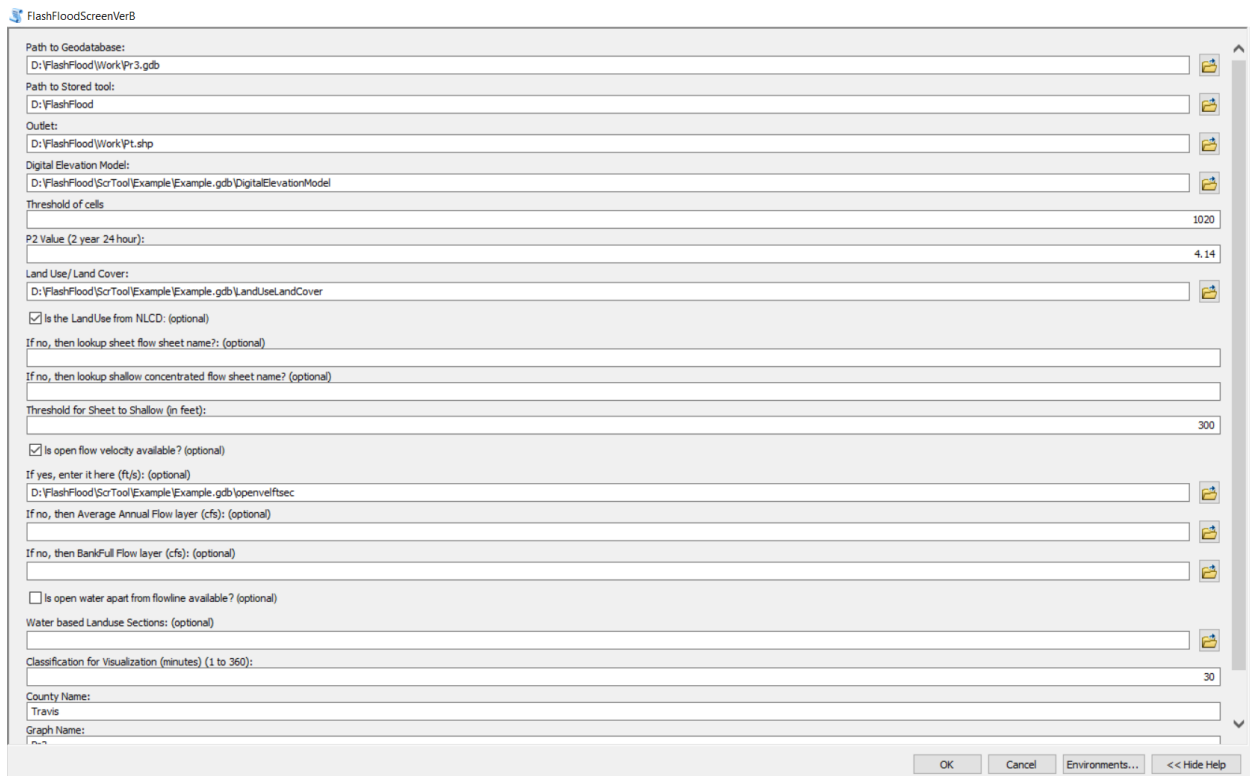 FlashFloodScreenVerB
Path to Geodatabase:
D:\FlashFlood\Work\Pr3.gdb
Path to Stored tool:
D:\FlashFlood
Outlet:
D:\FlashFlood\Work\Pt.shp
Digital Elevation Model:
D:\FlashFlood\ScrTool\Example\Example.gdb\DigitalElevationModel
Threshold of cells
1020
P2 Value (2 year 24 hour):
4.14
Land Use/ Land Cover:
D:\FlashFlood\ScrTool\Example\Example.gdb\LandUseLandCover
Is the LandUse from NLCD: (optional)
If no, then lookup sheet flow sheet name?: (optional)
If no, then lookup shallow concentrated flow sheet name? (optional)
Threshold for Sheet to Shallow (in feet):
300
Is open flow velocity available? (optional)
If yes, enter it here (ft/s): (optional)
D:\FlashFlood\ScrTool\Example\Example.gdb\openvelftsec
If no, then Average Annual Flow layer (cfs): (optional)
If no, then BankFull Flow layer (cfs): (optional)
Is open water apart from flowline available? (optional)
Water based Landuse Sections: (optional)
Classification for Visualization (minutes) (1 to 360):
30
County Name:
Travis
Graph Name:
OK Cancel Environments... << Hide Help